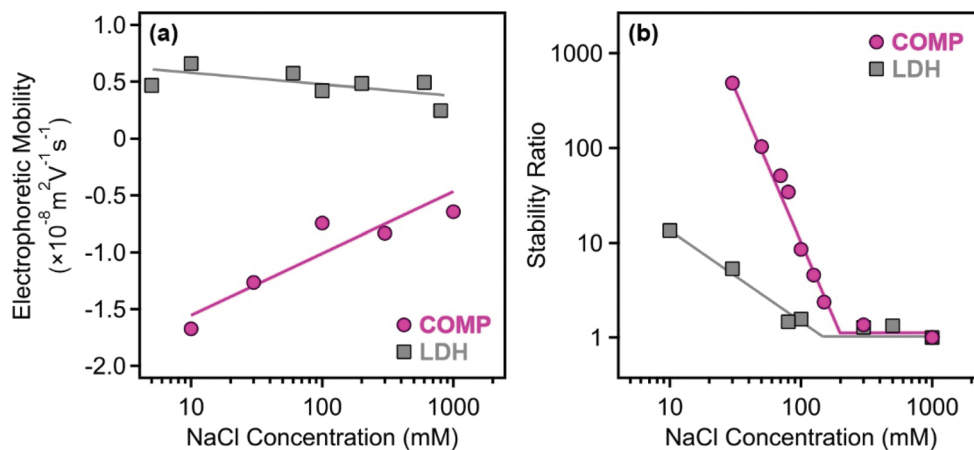 (a)
1.0
0.5
0
-0.5
-1.0
-1.5
-2.0
Electrophoretic Mobility
(×10⁻⁸m²V⁻¹s⁻¹)
COMP
LDH
10
100
1000
NaCl Concentration (mM)
(b)
COMP
LDH
1000
100
10
1
Stability Ratio
10
100
1000
NaCl Concentration (mM)